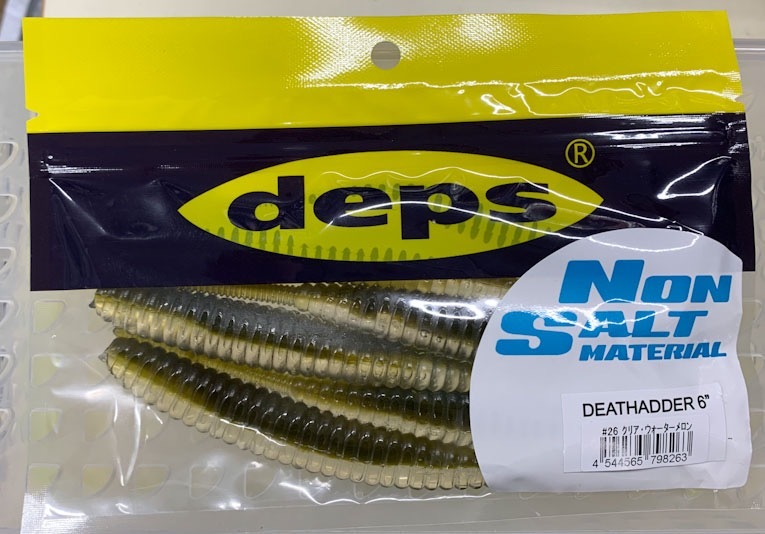 deps®
NON
SALT
MATERIAL
DEATHADDER 6"
#26 クリア・ウォーターメロン
4 544565 798263